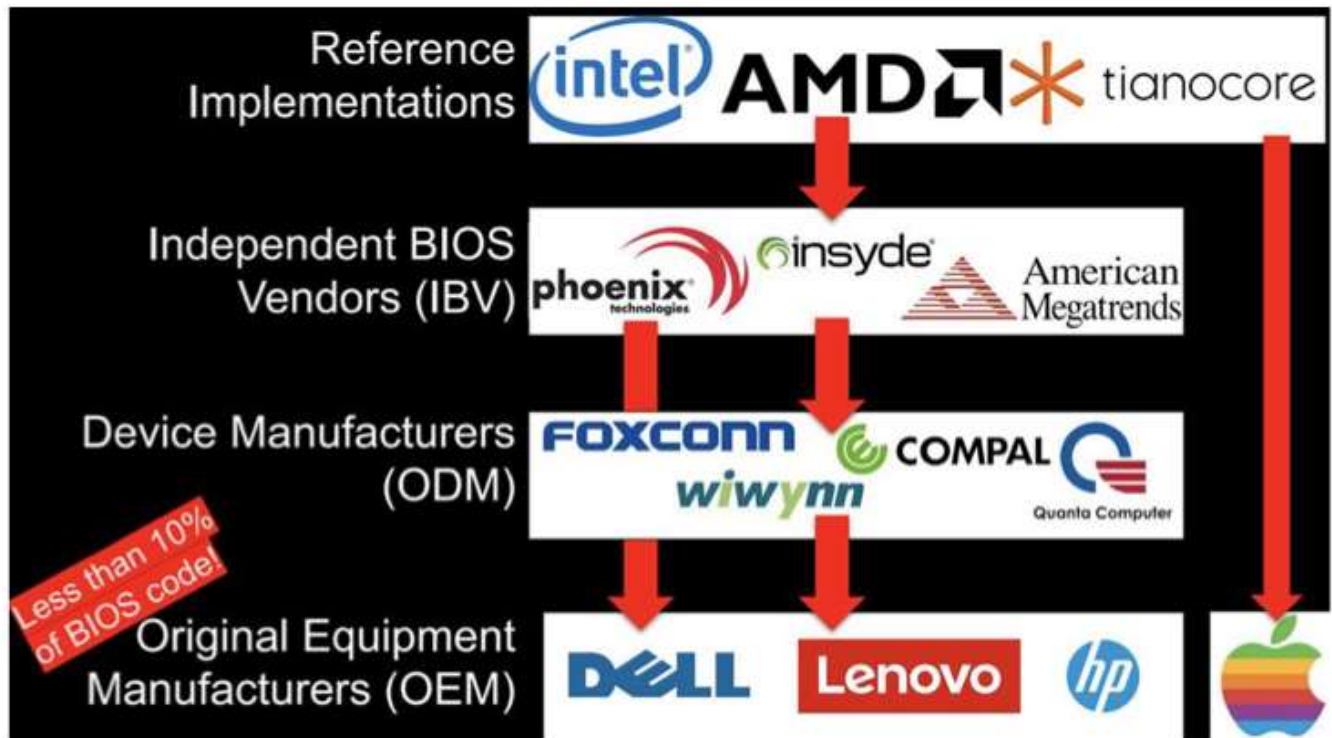 Reference
Implementations
intel
AMD
tianocore
Independent BIOS
Vendors (IBV)
phoenix
technologies
insyde
American
Megatrends
Device Manufacturers
(ODM)
FOXCONN
wiwynn
COMPAL
Quanta Computer
Less than 10%
of BIOS code!
Original Equipment
Manufacturers (OEM)
DELL
Lenovo
hp